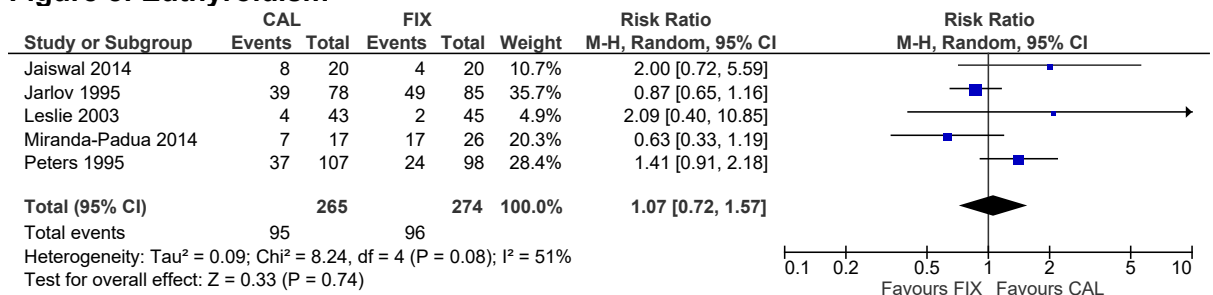 Figure Euthyroidism
CAL FIX Risk Ratio Risk Ratio
Study or Subgroup Events Total Events Total Weight M-H, Random, 95% CI M-H, Random, 95% CI
Jaiswal 2014 8 20 4 20 10.7% 2.00 [0.72, 5.59]
Jarlov 1995 39 78 49 85 35.7% 0.87 [0.65, 1.16]
Leslie 2003 4 43 2 45 4.9% 2.09 [0.40, 10.85]
Miranda-Padua 2014 7 17 17 26 20.3% 0.63 [0.33, 1.19]
Peters 1995 37 107 24 98 28.4% 1.41 [0.91, 2.18]
Total (95% CI) 265 274 100.0% 1.07 [0.72, 1.57]
Total events 95 96
Heterogeneity: Tau² = 0.09; Chi² = 8.24, df = 4 (P = 0.08); I² = 51%
Test for overall effect: Z = 0.33 (P = 0.74)
0.1 0.2 0.5 1 2 5 10
Favours FIX Favours CAL